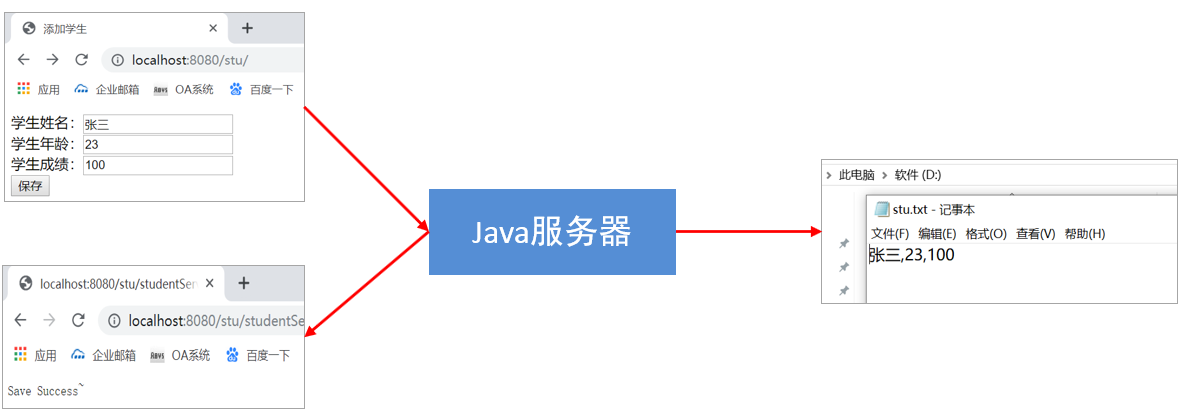 添加学生
localhost:8080/stu/
应用 企业邮箱 OA系统 百度一下
学生姓名：张三
学生年龄：23
学生成绩：100
保存
localhost:8080/stu/studentSer
localhost:8080/stu/studentSe
应用 企业邮箱 OA系统 百度一下
Save Success~
Java服务器
此电脑 > 软件 (D:)
stu.txt - 记事本
文件(F) 编辑(E) 格式(O) 查看(V) 帮助(H)
张三,23,100